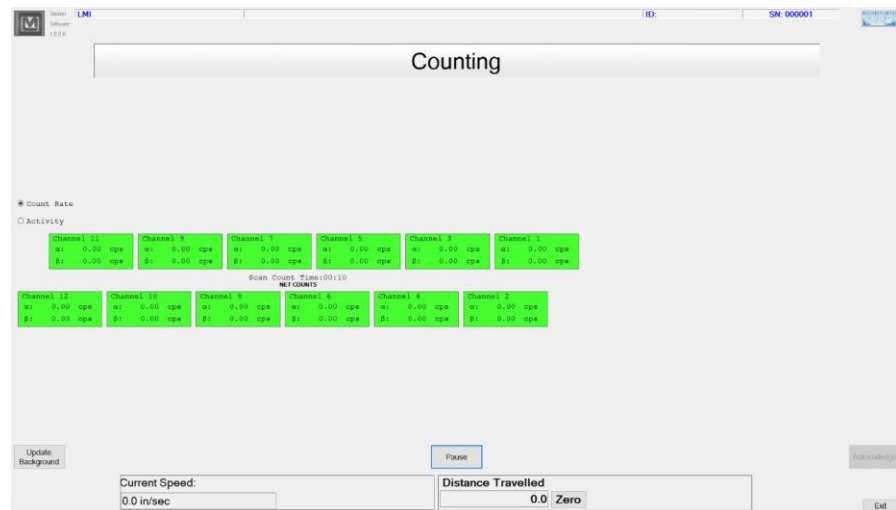 Version LMI ID: SN: 000001
Software
1.0.0.K
Counting
Count Rate
Activity
Channel 11 Channel 9 Channel 7 Channel 5 Channel 3 Channel 1
α: 0.00 cps α: 0.00 cps α: 0.00 cps α: 0.00 cps α: 0.00 cps α: 0.00 cps
β: 0.00 cps β: 0.00 cps β: 0.00 cps β: 0.00 cps β: 0.00 cps β: 0.00 cps
Scan Count Time:00:10
NET COUNTS
Channel 12 Channel 10 Channel 8 Channel 6 Channel 4 Channel 2
α: 0.00 cps α: 0.00 cps α: 0.00 cps α: 0.00 cps α: 0.00 cps α: 0.00 cps
β: 0.00 cps β: 0.00 cps β: 0.00 cps β: 0.00 cps β: 0.00 cps β: 0.00 cps
Update
Background
Pause
Acknowledge
Current Speed: Distance Travelled
0.0 in/sec 0.0 Zero
Exit